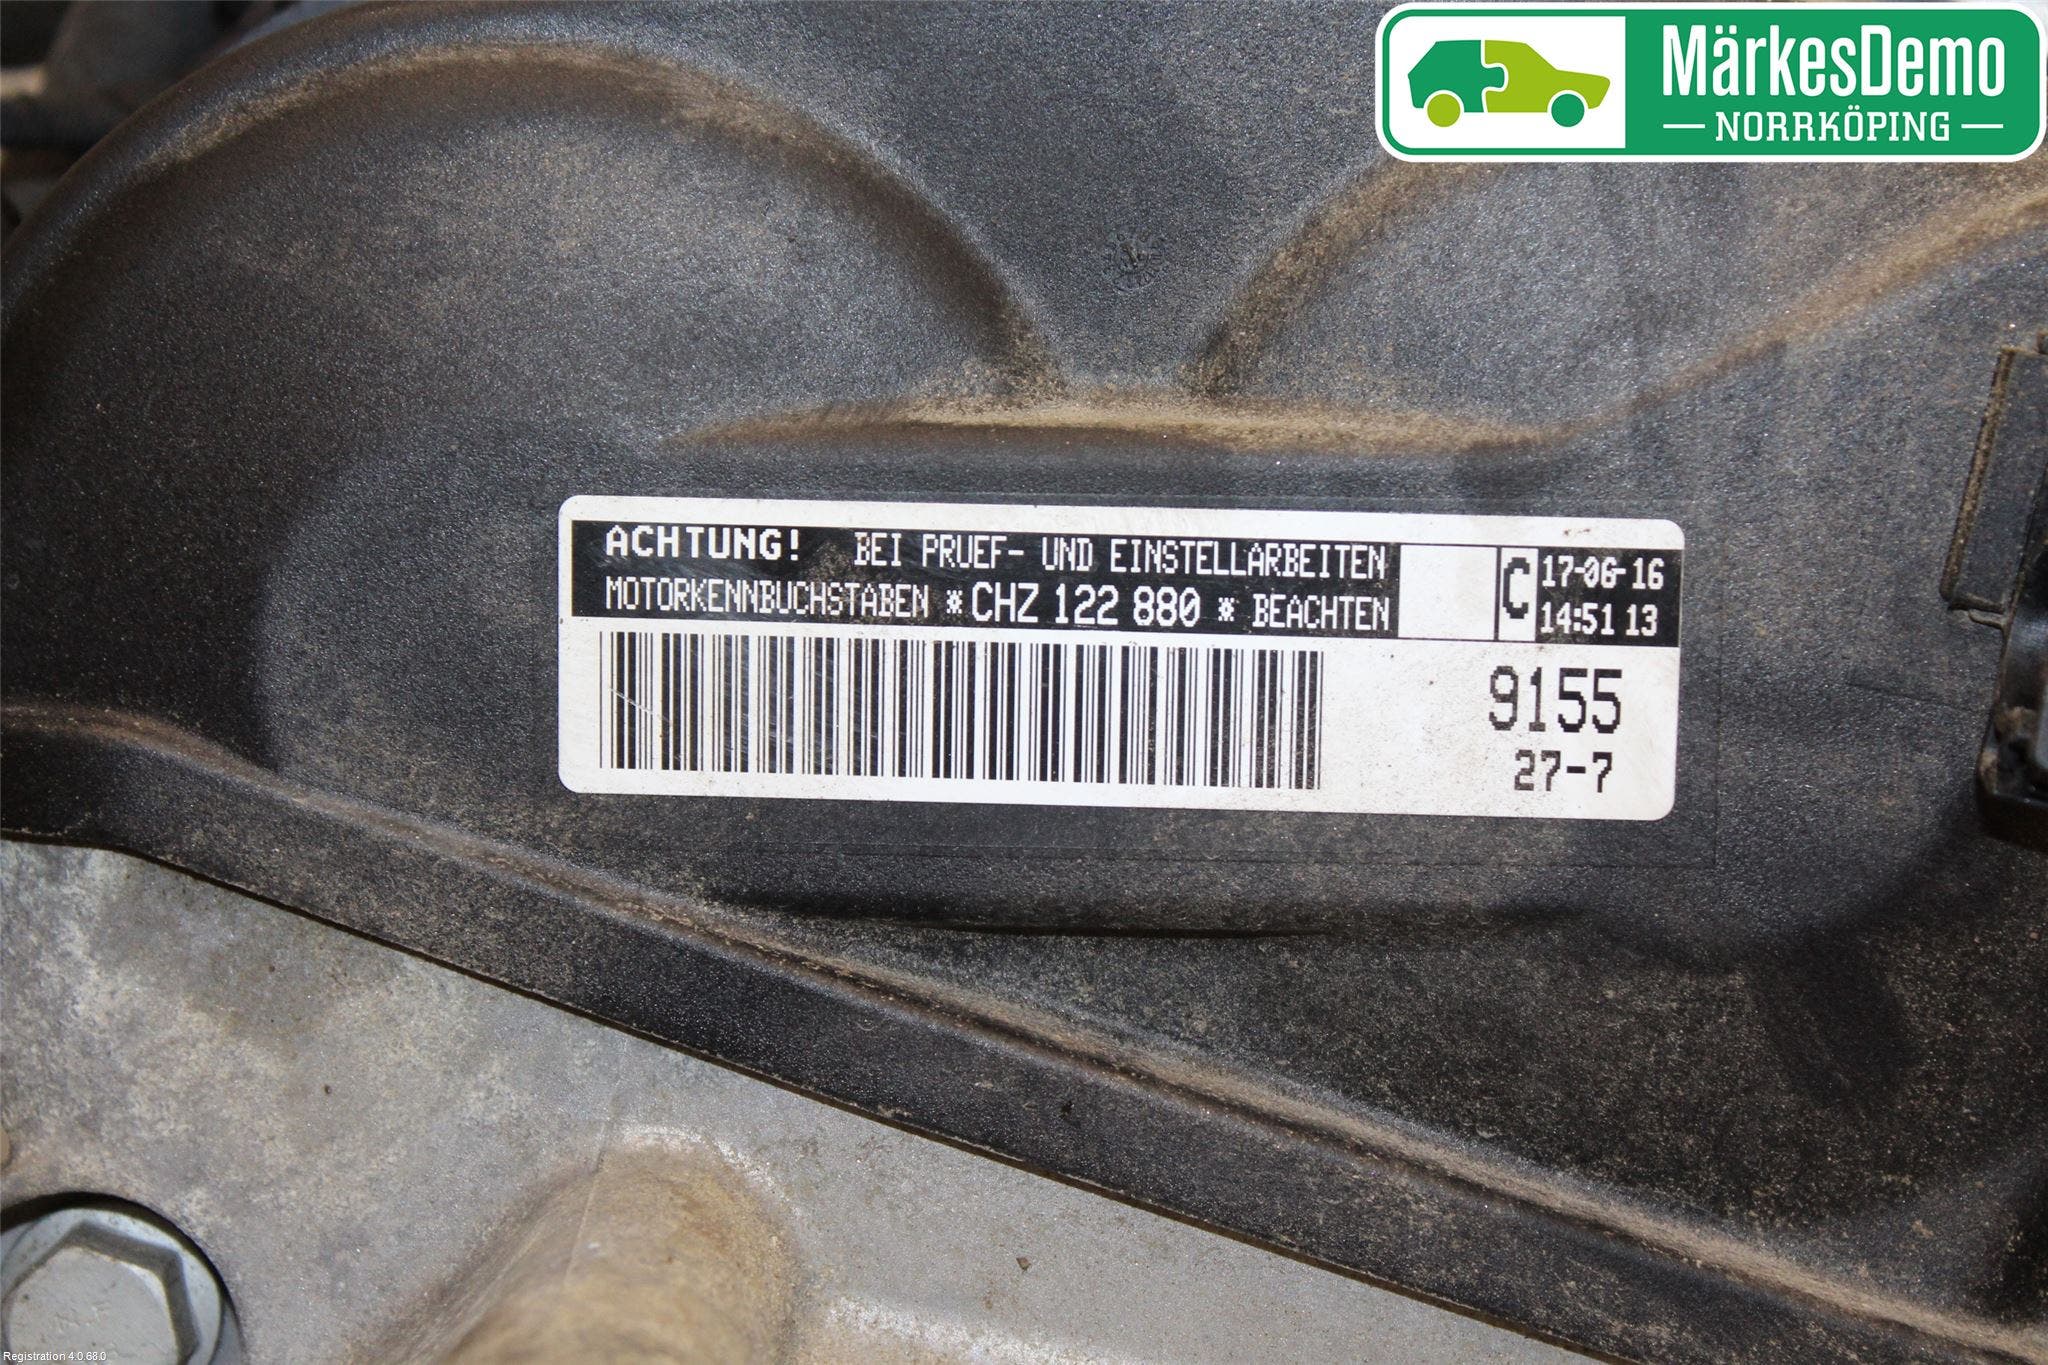 MärkesDemo
NORRKÖPING
ACHTUNG! BEI PRUEF- UND EINSTELLARBEITEN
MOTORKENNBUCHSTABEN *CHZ 122 880 * BEACHTEN
C
17-06-16
14:51 13
9155
27-7
Registration 4.0.68.0